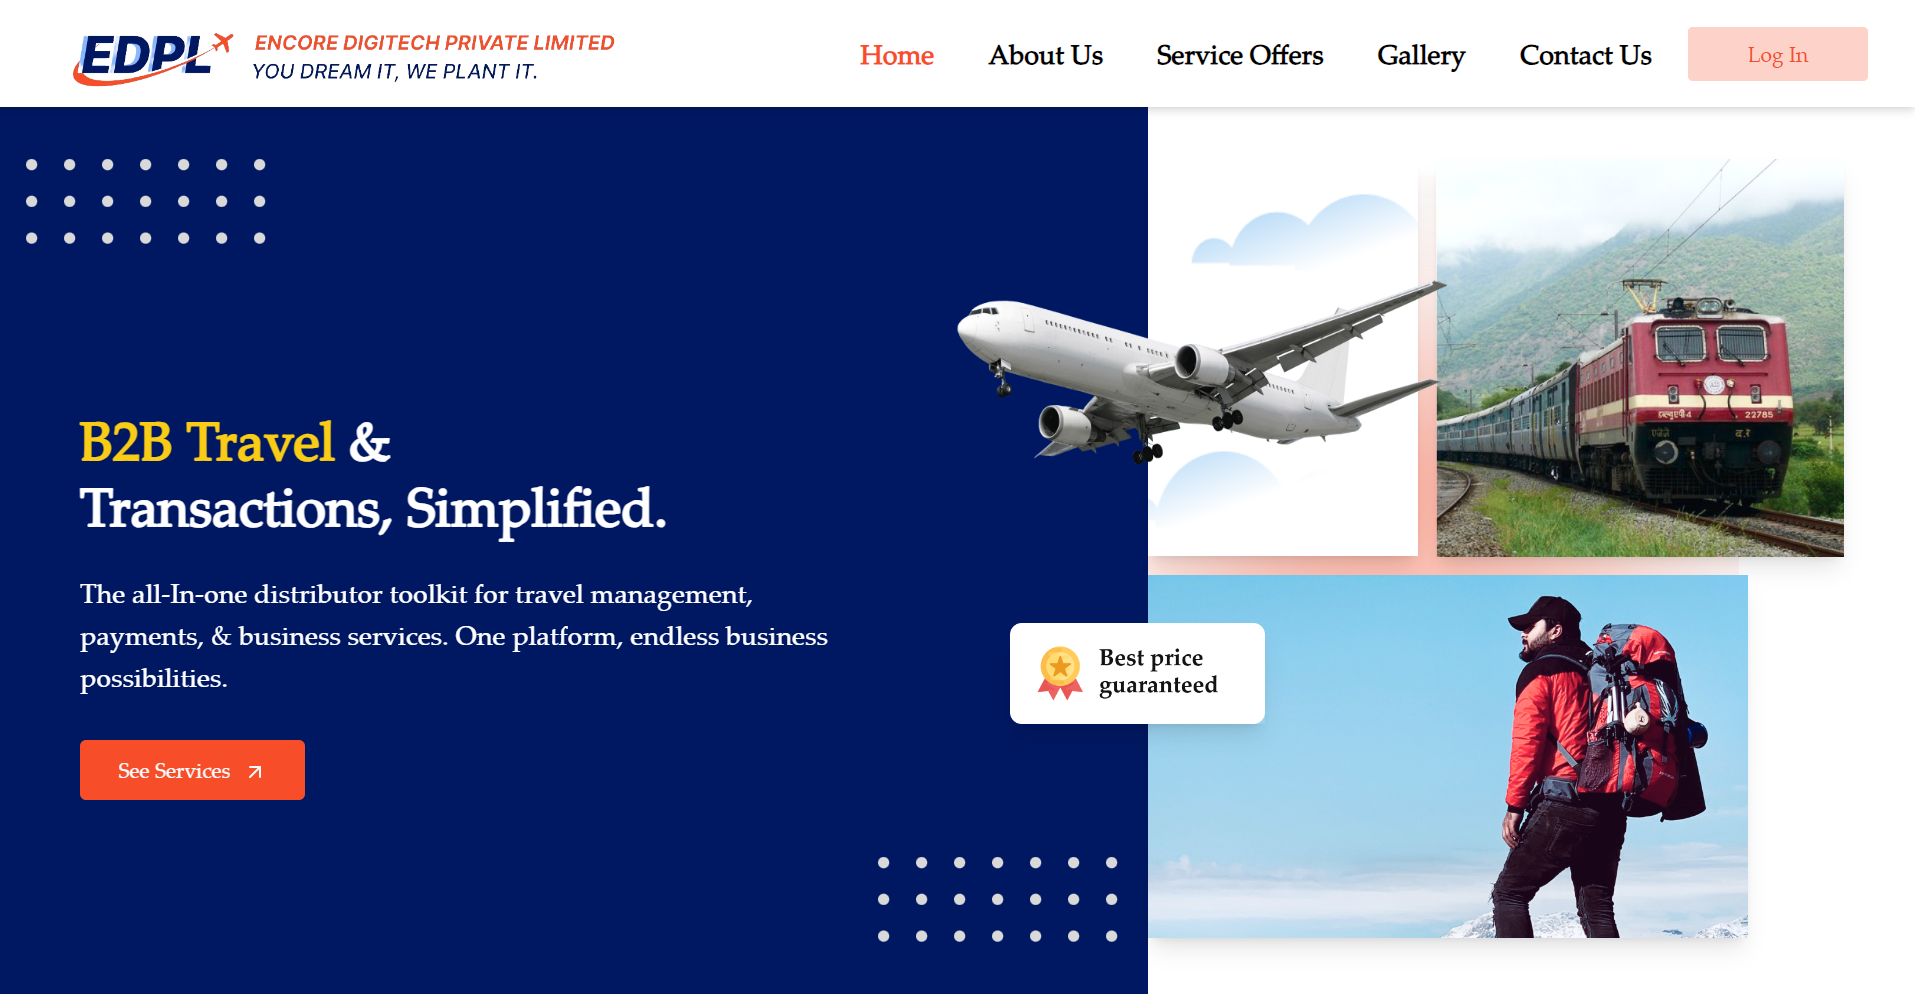 EDPL
ENCORE DIGITECH PRIVATE LIMITED
YOU DREAM IT, WE PLANT IT.
Home
About Us
Service Offers
Gallery
Contact Us
Log In
B2B Travel &
Transactions, Simplified.
The all-In-one distributor toolkit for travel management,
payments, & business services. One platform, endless business
possibilities.
See Services
Best price
guaranteed
22785